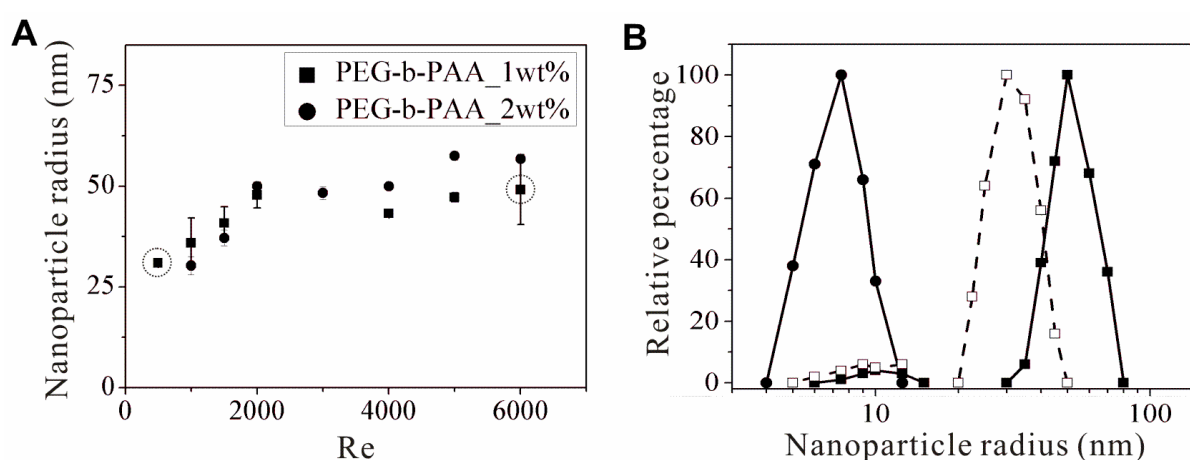 A
Nanoparticle radius (nm)
75
50
25
0
PEG-b-PAA_1wt%
PEG-b-PAA_2wt%
0
2000
4000
6000
Re
B
Relative percentage
100
80
60
40
20
0
10
100
Nanoparticle radius (nm)